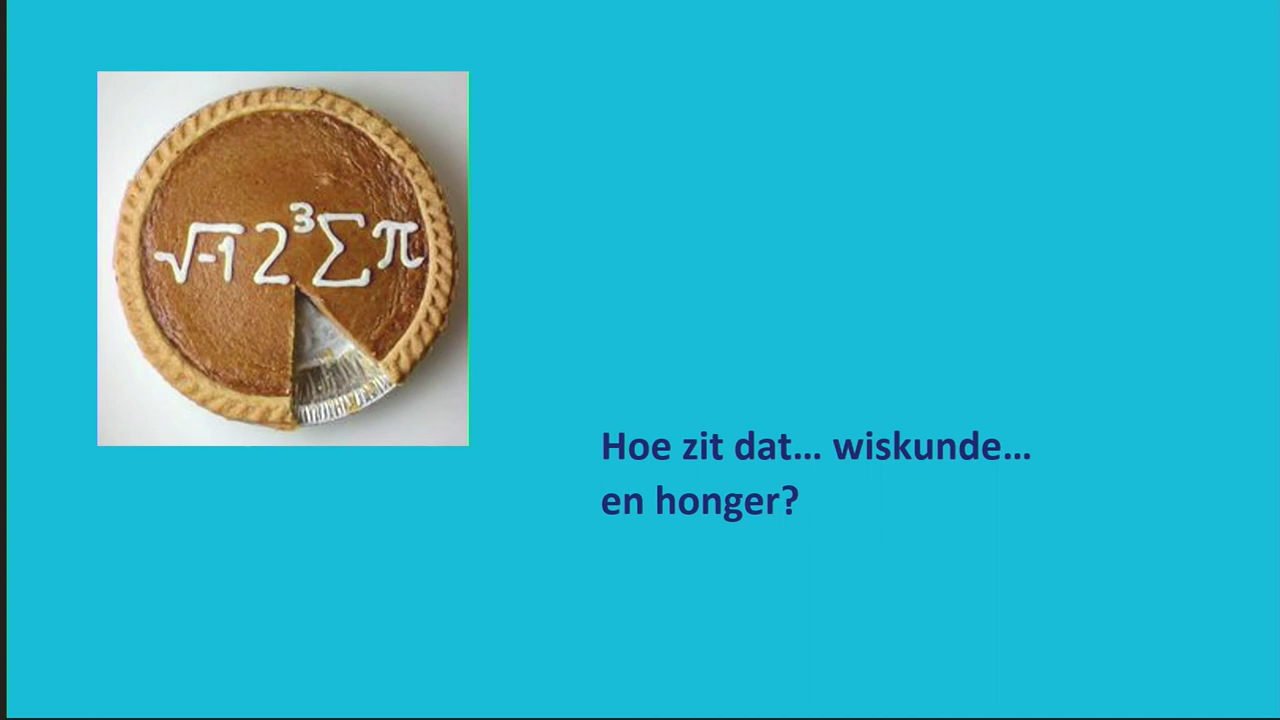 √-1 2³ Σ π
Hoe zit dat... wiskunde...
en honger?